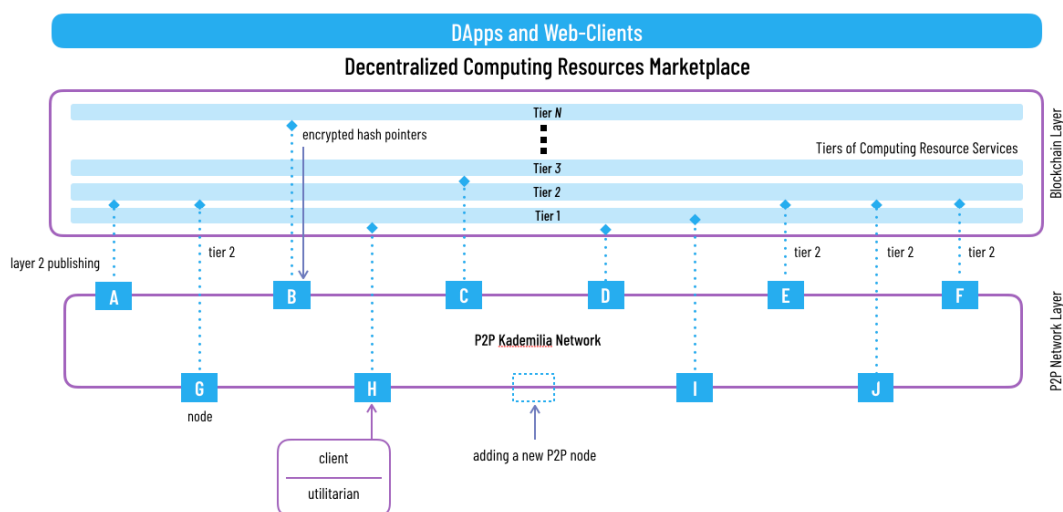 DApps and Web-Clients
Decentralized Computing Resources Marketplace
Tier N
encrypted hash pointers
Tiers of Computing Resource Services
Tier 3
Tier 2
Tier 1
Blockchain Layer
layer 2 publishing
tier 2
tier 2
tier 2
tier 2
A
B
C
D
E
F
P2P Kademilia Network
P2P Network Layer
G
H
I
J
node
client
utilitarian
adding a new P2P node